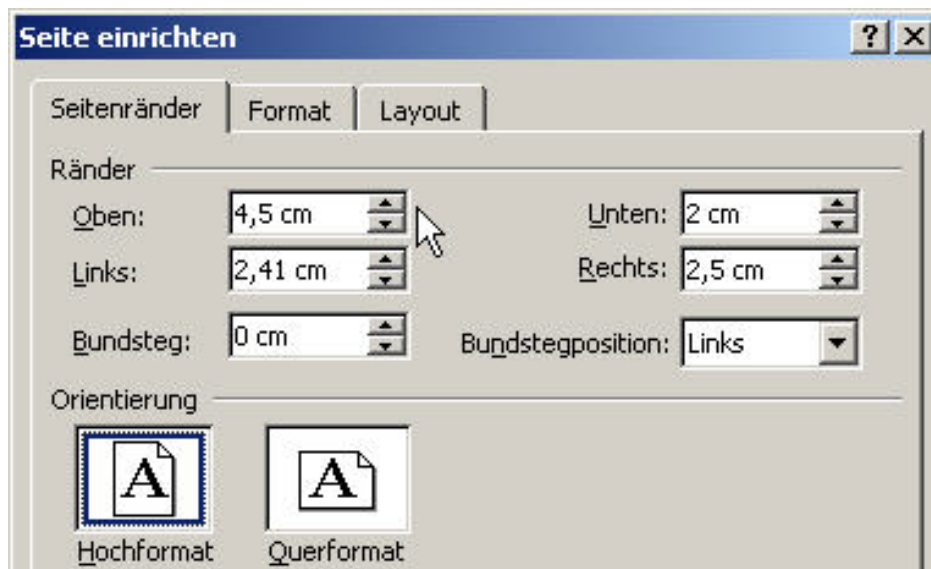 Seite einrichten
Seitenränder Format Layout
Ränder
Oben: 4,5 cm Unten: 2 cm
Links: 2,41 cm Rechts: 2,5 cm
Bundsteg: 0 cm Bundstegposition: Links
Orientierung
A A
Hochformat Querformat